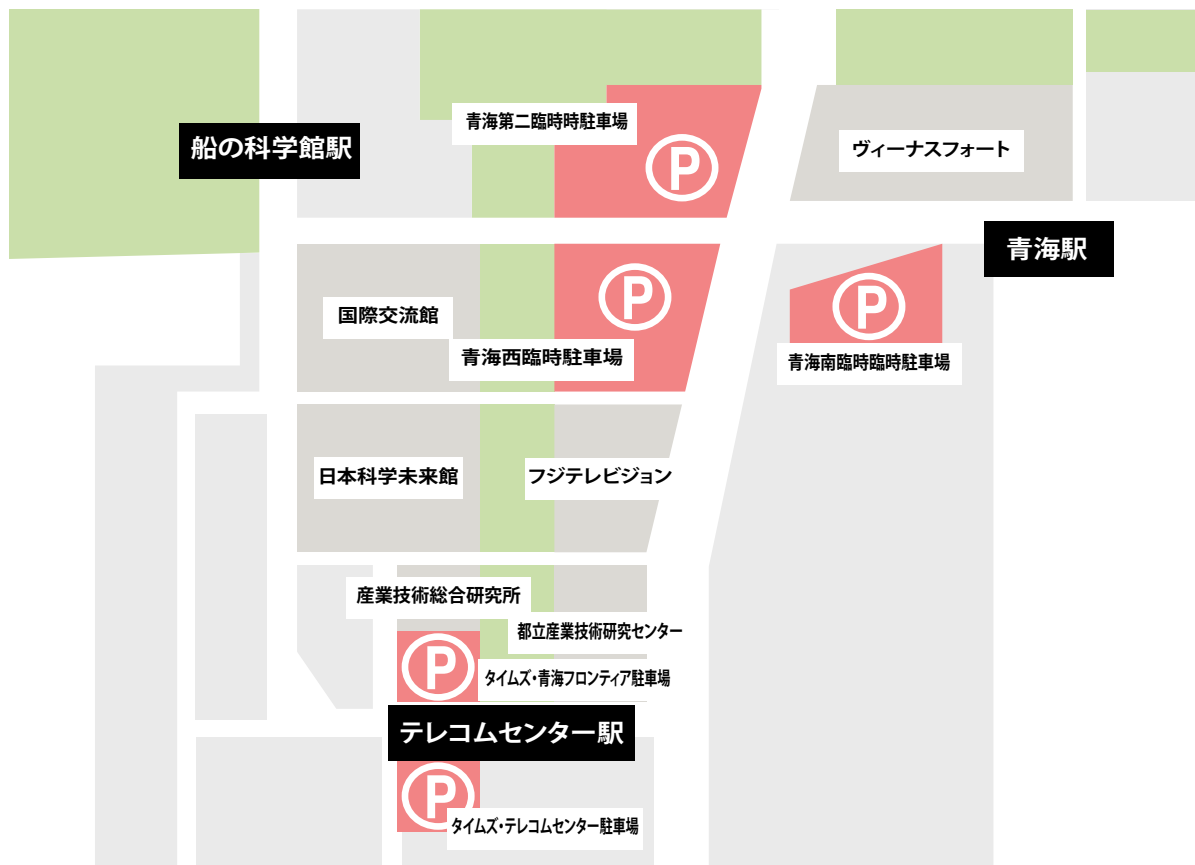 青海第二臨時時駐車場
P
船の科学館駅
ヴィーナスフォート
青海駅
国際交流館
P
青海西臨時駐車場
P
青海南臨時臨時駐車場
日本科学未来館
フジテレビジョン
産業技術総合研究所
都立産業技術研究センター
P
タイムズ・青海フロンティア駐車場
テレコムセンター駅
P
タイムズ・テレコムセンター駐車場